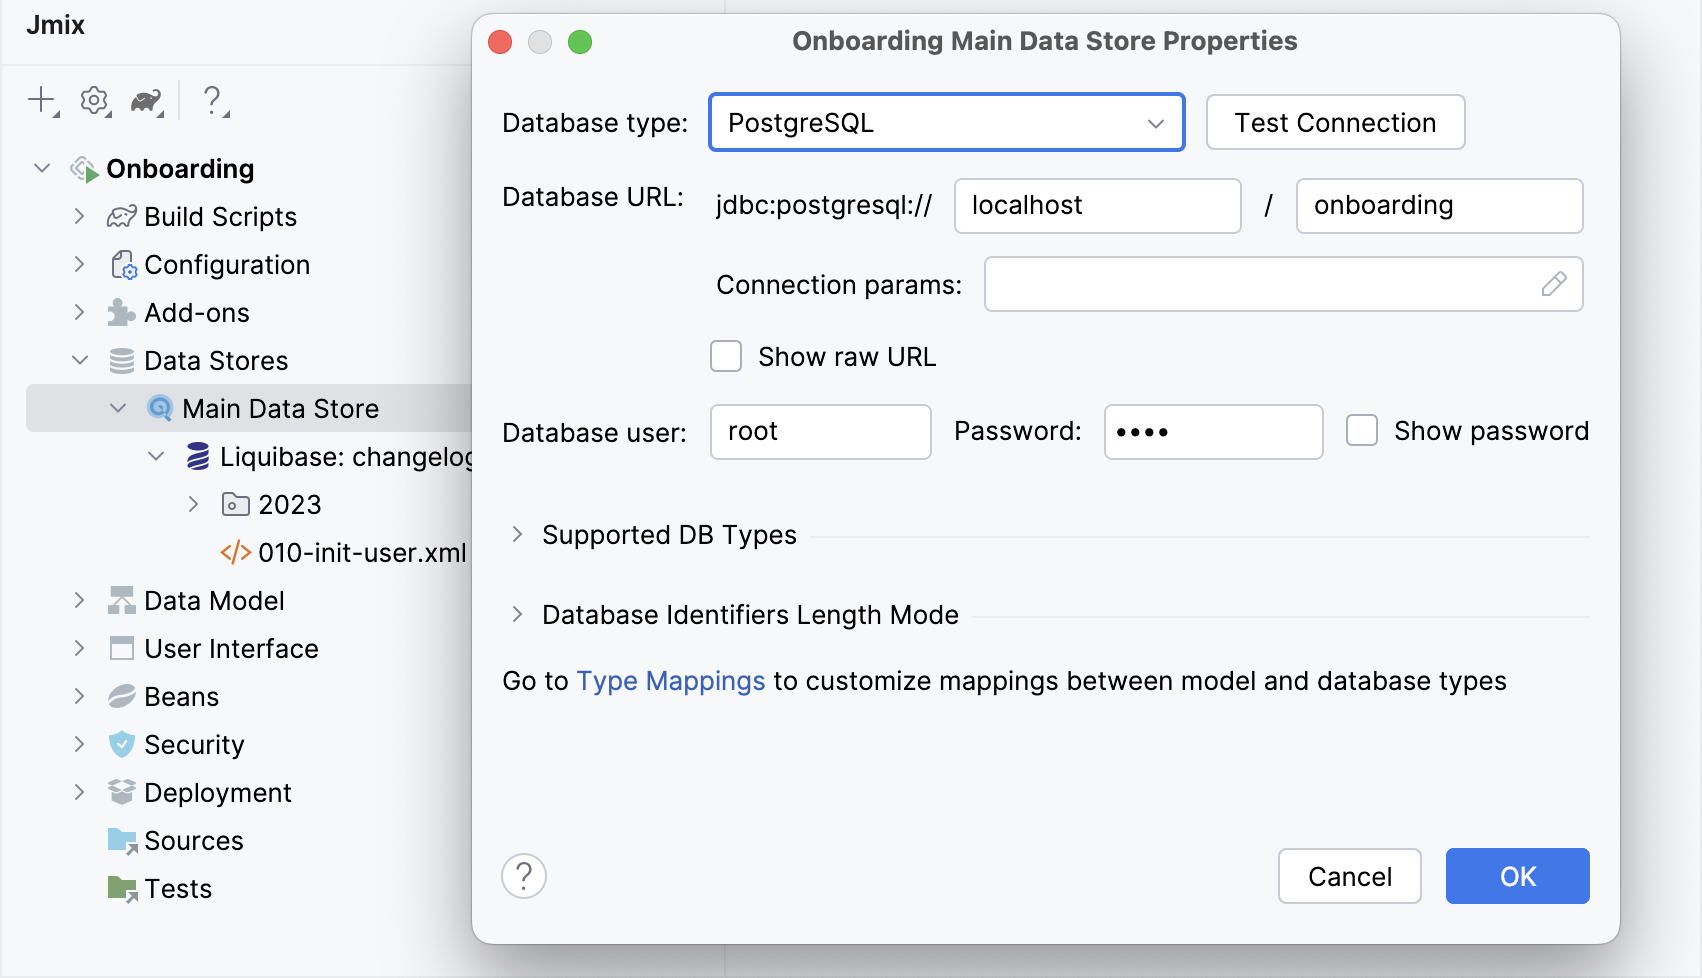 Jmix
Onboarding
Build Scripts
Configuration
Add-ons
Data Stores
Main Data Store
Liquibase: changelog
2023
</> 010-init-user.xml
Data Model
User Interface
Beans
Security
Deployment
Sources
Tests
Onboarding Main Data Store Properties
Database type: PostgreSQL Test Connection
Database URL: jdbc:postgresql:// localhost / onboarding
Connection params:
Show raw URL
Database user: root Password: •••• Show password
Supported DB Types
Database Identifiers Length Mode
Go to Type Mappings to customize mappings between model and database types
? Cancel OK